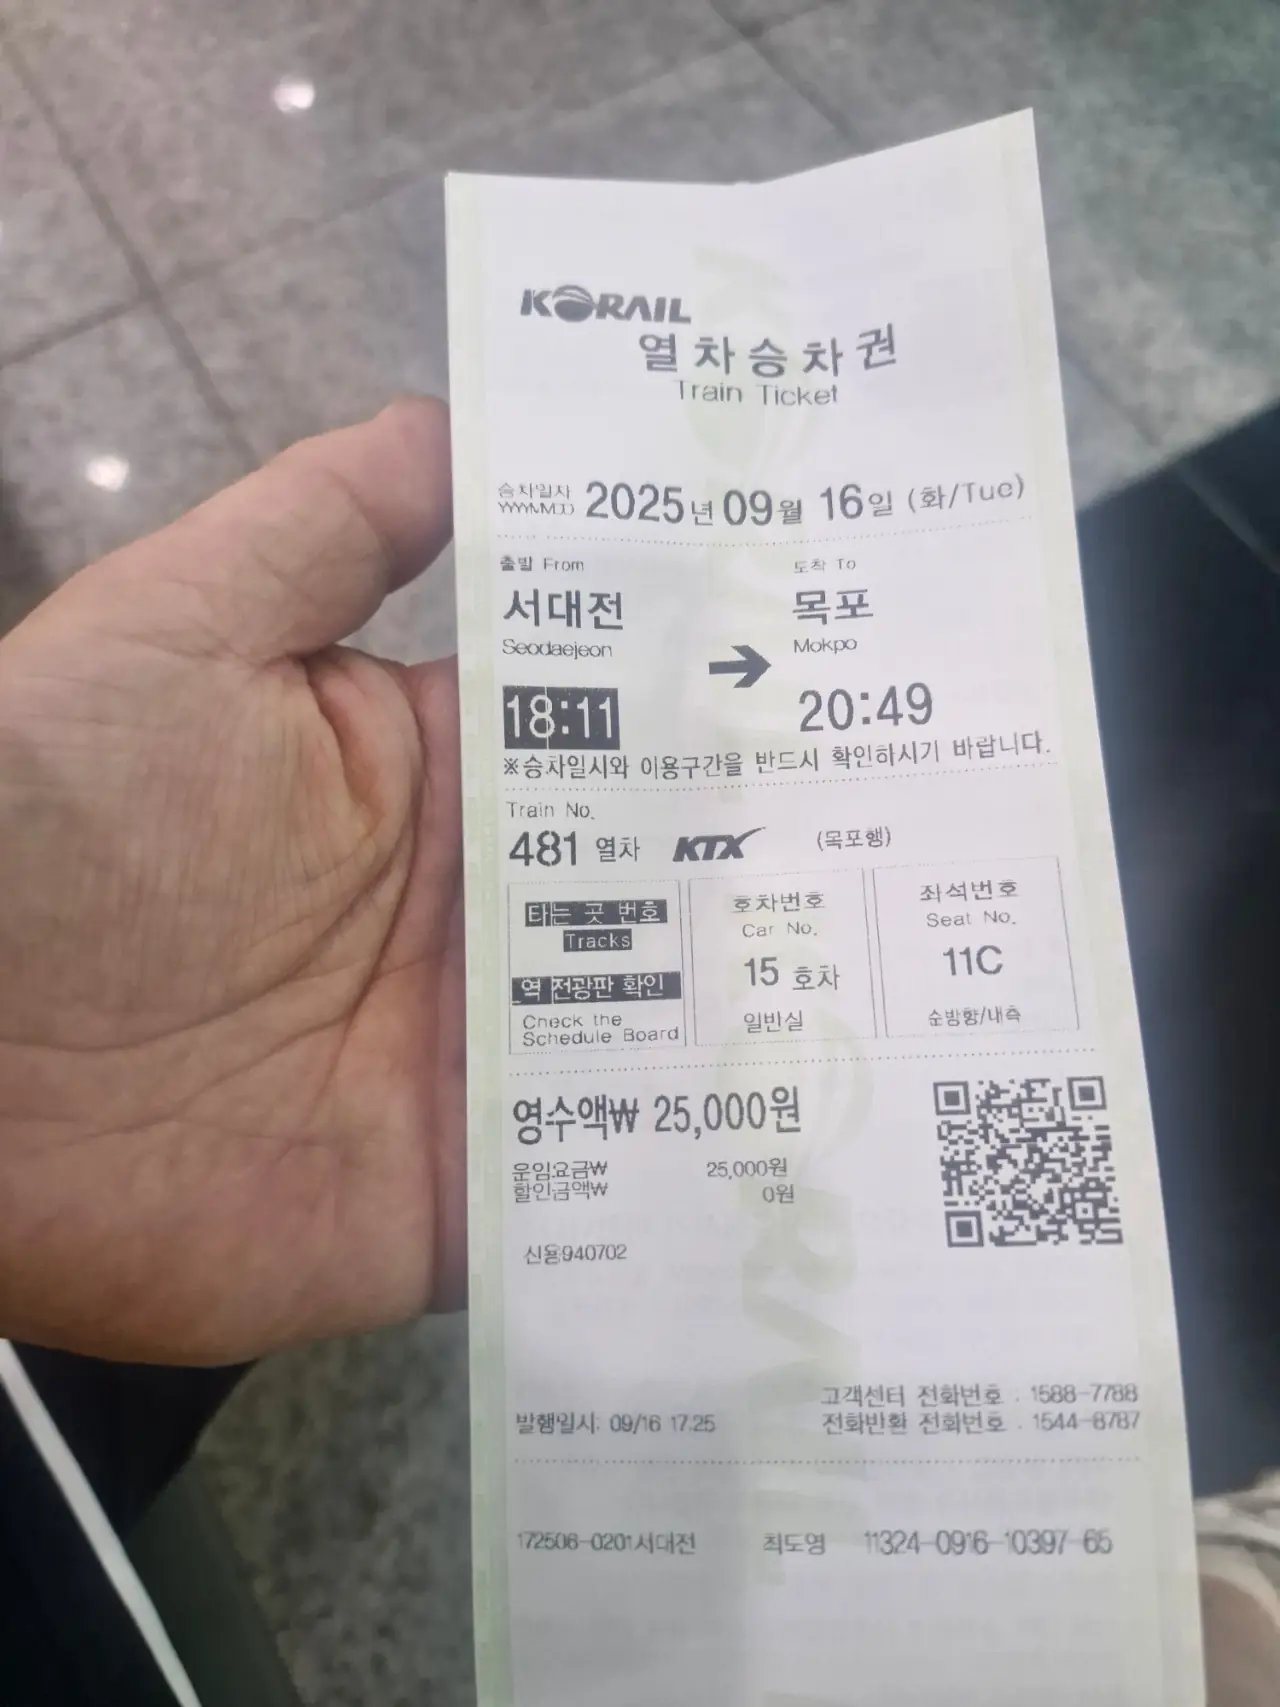 KORAIL
열차승차권
Train Ticket
승차일자 2025년 09월 16일 (화/Tue)
YYYYMMDD
출발 From 도착 To
서대전 목포
Seodaejeon Mokpo
18:11 20:49
※승차일시와 이용구간을 반드시 확인하시기 바랍니다.
Train No.
481 열차 KTX (목포행)
타는 곳 번호 호차번호 좌석번호
Tracks Car No. Seat No.
역 전광판 확인 15 호차 11C
Check the 일반실 순방향/내측
Schedule Board
영수액₩ 25,000원
운임요금₩ 25,000원
할인금액₩ 0원
신용940702
고객센터 전화번호 : 1588-7788
발행일시: 09/16 17:25 전화반환 전화번호 : 1544-8787
172506-0201서대전 최도영 11324-0916-10397-65